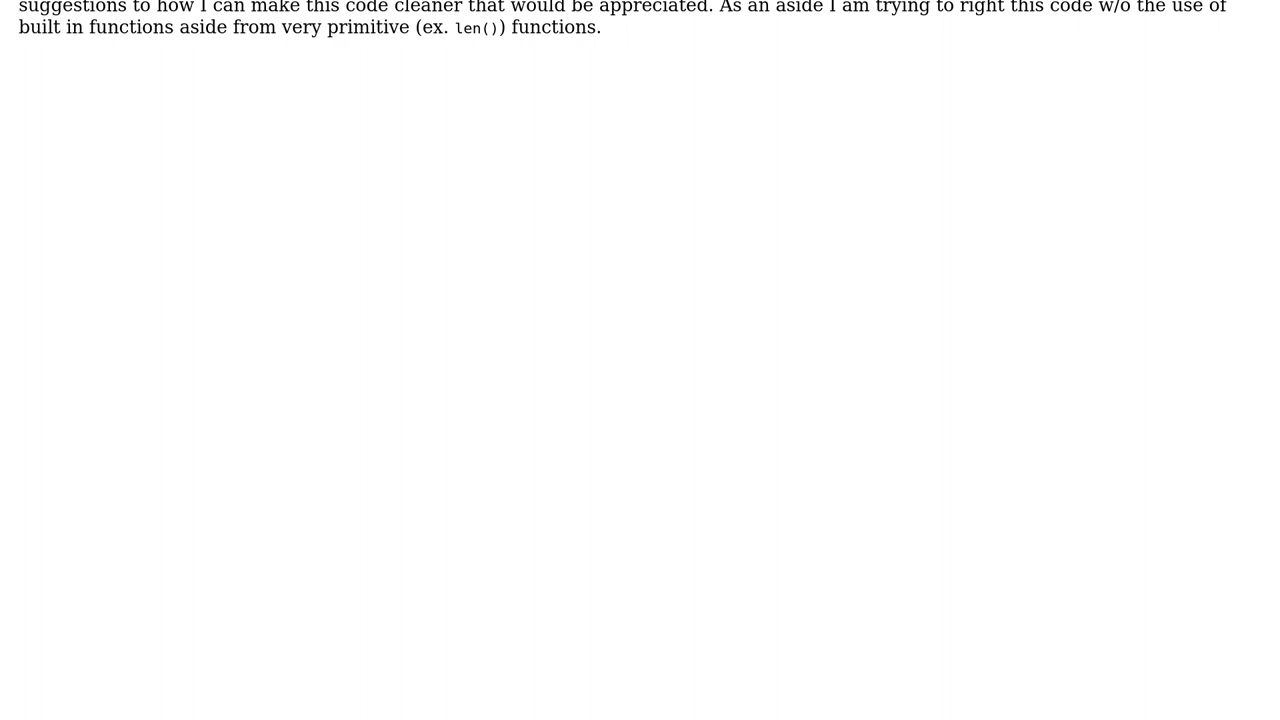 suggestions to how I can make this code cleaner that would be appreciated. As an aside I am trying to right this code w/o the use of
built in functions aside from very primitive (ex. len()) functions.